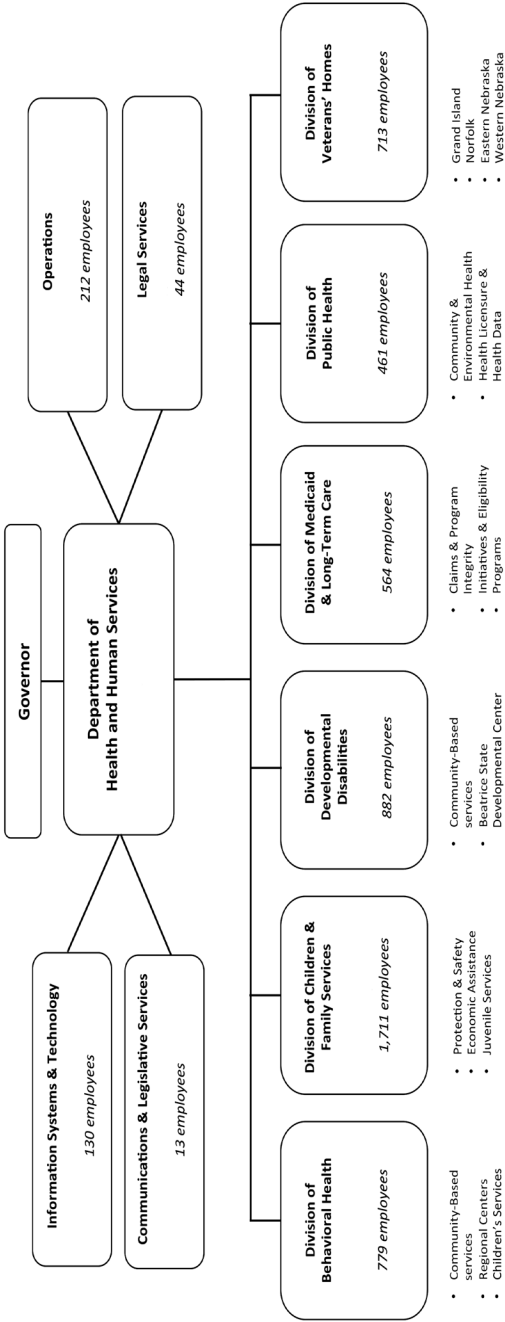 Governor
Department of
Health and Human Services
Information Systems & Technology
130 employees
Communications & Legislative Services
13 employees
Operations
212 employees
Legal Services
44 employees
Division of
Behavioral Health
779 employees
• Community-Based
services
• Regional Centers
• Children's Services
Division of Children &
Family Services
1,711 employees
• Protection & Safety
• Economic Assistance
• Juvenile Services
Division of
Developmental
Disabilities
882 employees
• Community-Based
services
• Beatrice State
Developmental Center
Division of Medicaid
& Long-Term Care
564 employees
• Claims & Program
Integrity
• Initiatives & Eligibility
• Programs
Division of
Public Health
461 employees
• Community &
Environmental Health
• Health Licensure &
Health Data
Division of
Veterans' Homes
713 employees
• Grand Island
• Norfolk
• Eastern Nebraska
• Western Nebraska